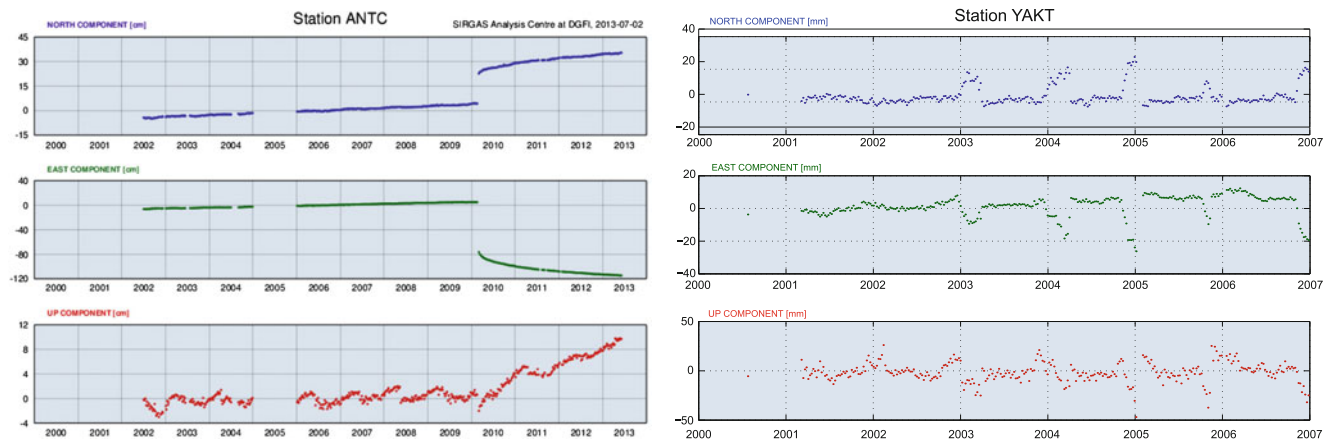 Station ANTC
NORTH COMPONENT [cm]
SIRGAS Analysis Centre at DGFI, 2013-07-02
45
30
15
0
-15
2000 2001 2002 2003 2004 2005 2006 2007 2008 2009 2010 2011 2012 2013
EAST COMPONENT [cm]
40
0
-40
-80
-120
2000 2001 2002 2003 2004 2005 2006 2007 2008 2009 2010 2011 2012 2013
UP COMPONENT [cm]
12
8
4
0
-4
2000 2001 2002 2003 2004 2005 2006 2007 2008 2009 2010 2011 2012 2013
Station YAKT
NORTH COMPONENT [mm]
40
20
0
−20
2000 2001 2002 2003 2004 2005 2006 2007
EAST COMPONENT [mm]
20
0
−20
−40
2000 2001 2002 2003 2004 2005 2006 2007
UP COMPONENT [mm]
50
0
−50
2000 2001 2002 2003 2004 2005 2006 2007